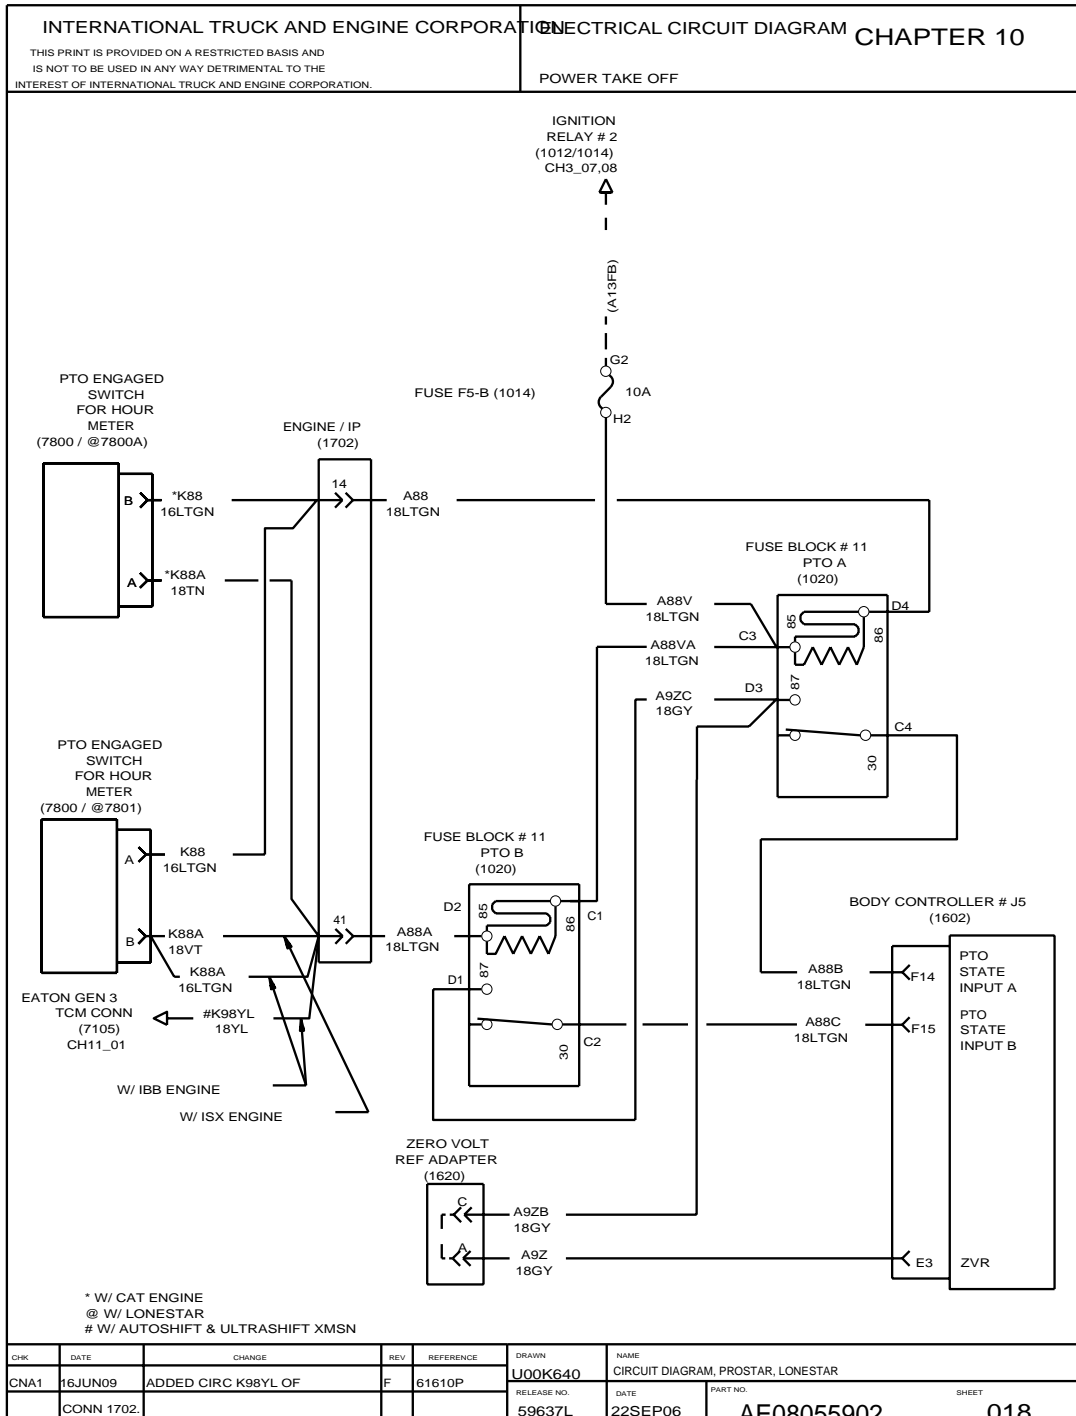 INTERNATIONAL TRUCK AND ENGINE CORPORATION
THIS PRINT IS PROVIDED ON A RESTRICTED BASIS AND
IS NOT TO BE USED IN ANY WAY DETRIMENTAL TO THE
INTEREST OF INTERNATIONAL TRUCK AND ENGINE CORPORATION.
ELECTRICAL CIRCUIT DIAGRAM
CHAPTER 10
POWER TAKE OFF
IGNITION
RELAY # 2
(1012/1014)
CH3_07,08
(A13FB)
G2
FUSE F5-B (1014)
10A
H2
PTO ENGAGED
SWITCH
FOR HOUR
METER
(7800 / @7800A)
B
*K88
16LTGN
A
*K88A
18TN
ENGINE / IP
(1702)
14
A88
18LTGN
FUSE BLOCK # 11
PTO A
(1020)
A88V
18LTGN
A88VA
18LTGN
C3
A9ZC
18GY
D3
85
86
D4
87
C4
30
PTO ENGAGED
SWITCH
FOR HOUR
METER
(7800 / @7801)
A
K88
16LTGN
B
K88A
18VT
K88A
16LTGN
41
A88A
18LTGN
EATON GEN 3
TCM CONN
(7105)
CH11_01
#K98YL
18YL
W/ IBB ENGINE
W/ ISX ENGINE
FUSE BLOCK # 11
PTO B
(1020)
D2
85
86
C1
D1
87
C2
30
BODY CONTROLLER # J5
(1602)
A88B
18LTGN
F14
PTO
STATE
INPUT A
A88C
18LTGN
F15
PTO
STATE
INPUT B
ZERO VOLT
REF ADAPTER
(1620)
C
A9ZB
18GY
A
A9Z
18GY
E3
ZVR
* W/ CAT ENGINE
@ W/ LONESTAR
# W/ AUTOSHIFT & ULTRASHIFT XMSN
CHK DATE CHANGE REV REFERENCE
CNA1 16JUN09 ADDED CIRC K98YL OF F 61610P
CONN 1702.
DRAWN
U00K640
NAME
CIRCUIT DIAGRAM, PROSTAR, LONESTAR
RELEASE NO.
59637L
DATE
22SEP06
PART NO.
AE08055902
SHEET
018